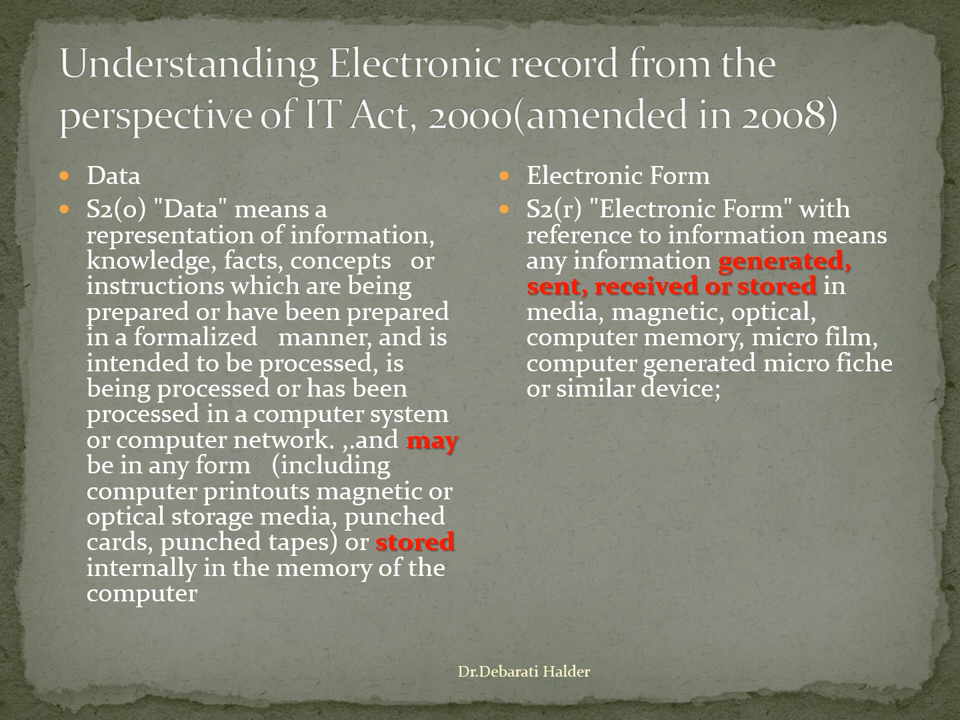 Understanding Electronic record from the
perspective of IT Act, 2000(amended in 2008)
Data
S2(o) "Data" means a
representation of information,
knowledge, facts, concepts or
instructions which are being
prepared or have been prepared
in a formalized manner, and is
intended to be processed, is
being processed or has been
processed in a computer system
or computer network. ,.and may
be in any form (including
computer printouts magnetic or
optical storage media, punched
cards, punched tapes) or stored
internally in the memory of the
computer
Electronic Form
S2(r) "Electronic Form" with
reference to information means
any information generated,
sent, received or stored in
media, magnetic, optical,
computer memory, micro film,
computer generated micro fiche
or similar device;
Dr.Debarati Halder